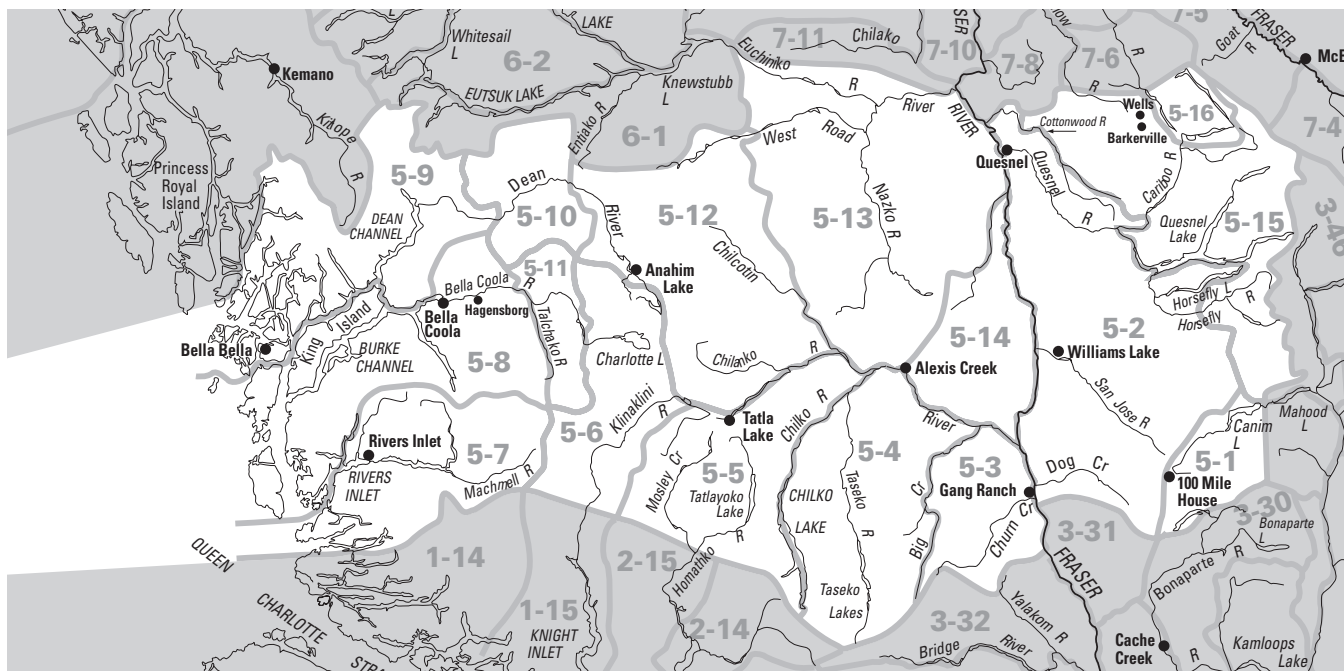 Whitesail
L
LAKE
Kemano
6-2
EUTSUK LAKE
Knewstubb
L
Entiako R
6-1
Kitlope
R
Princess
Royal
Island
7-11
Chilako
Euchiniko
R
7-10
FRASER
RIVER
River
West
Road
7-8
7-6
R
7-5
Goat
R
FRASER
7-4
Wells
Barkerville
5-16
Cottonwood R
Quesnel
Quesnel
R
Cariboo R
Quesnel
Lake
5-15
5-9
DEAN
CHANNEL
Dean
River
5-10
5-11
5-12
5-13
Nazko
R
Chilcotin
R
Anahim
Lake
Bella Coola
R
Hagensborg
Bella
Coola
Talchako R
Bella Bella
King
Island
BURKE
CHANNEL
5-8
Charlotte L
Chilanko
5-14
Alexis Creek
5-2
Williams Lake
San Jose R
Horsefly L
Horsefly
R
Mahood
L
Canim
L
5-1
100 Mile
House
Klinaklini
R
5-6
Tatla
Lake
Chilko R
5-4
River
5-3
Gang Ranch
Dog Cr
Churn Cr
Big Cr
Taseko
R
CHILKO
LAKE
Taseko
Lakes
Mosley Cr
5-5
Tatlayoko
Lake
Homathko
R
Rivers Inlet
RIVERS
INLET
5-7
Machmell R
QUEEN
CHARLOTTE
1-14
1-15
KNIGHT
INLET
2-15
2-14
3-32
Bridge
River
Yalakom R
FRASER
3-31
3-30
Bonaparte
L
Bonaparte
R
Cache
Creek
Kamloops
Lake